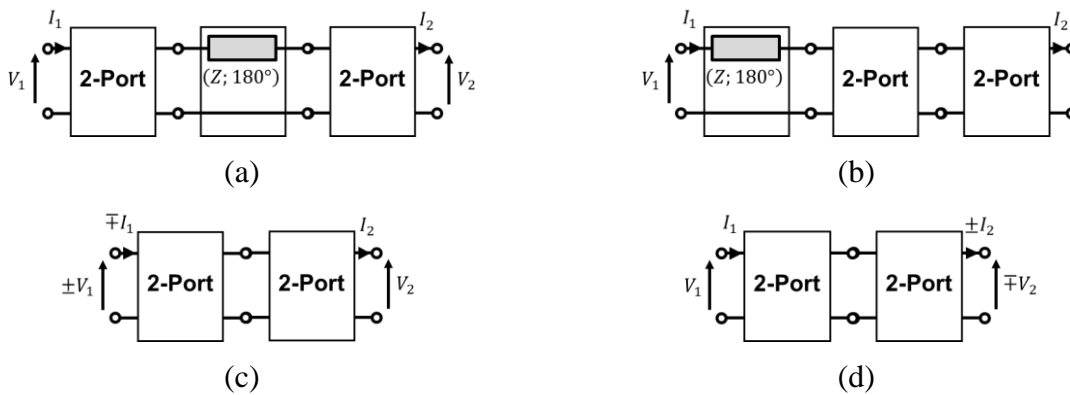 I₁ I₂ I₁ I₂
V₁ 2-Port (Z; 180°) 2-Port V₂ V₁ (Z; 180°) 2-Port 2-Port
(a) (b)
∓I₁ I₂ I₁ ±I₂
±V₁ 2-Port 2-Port V₂ V₁ 2-Port 2-Port ∓V₂
(c) (d)